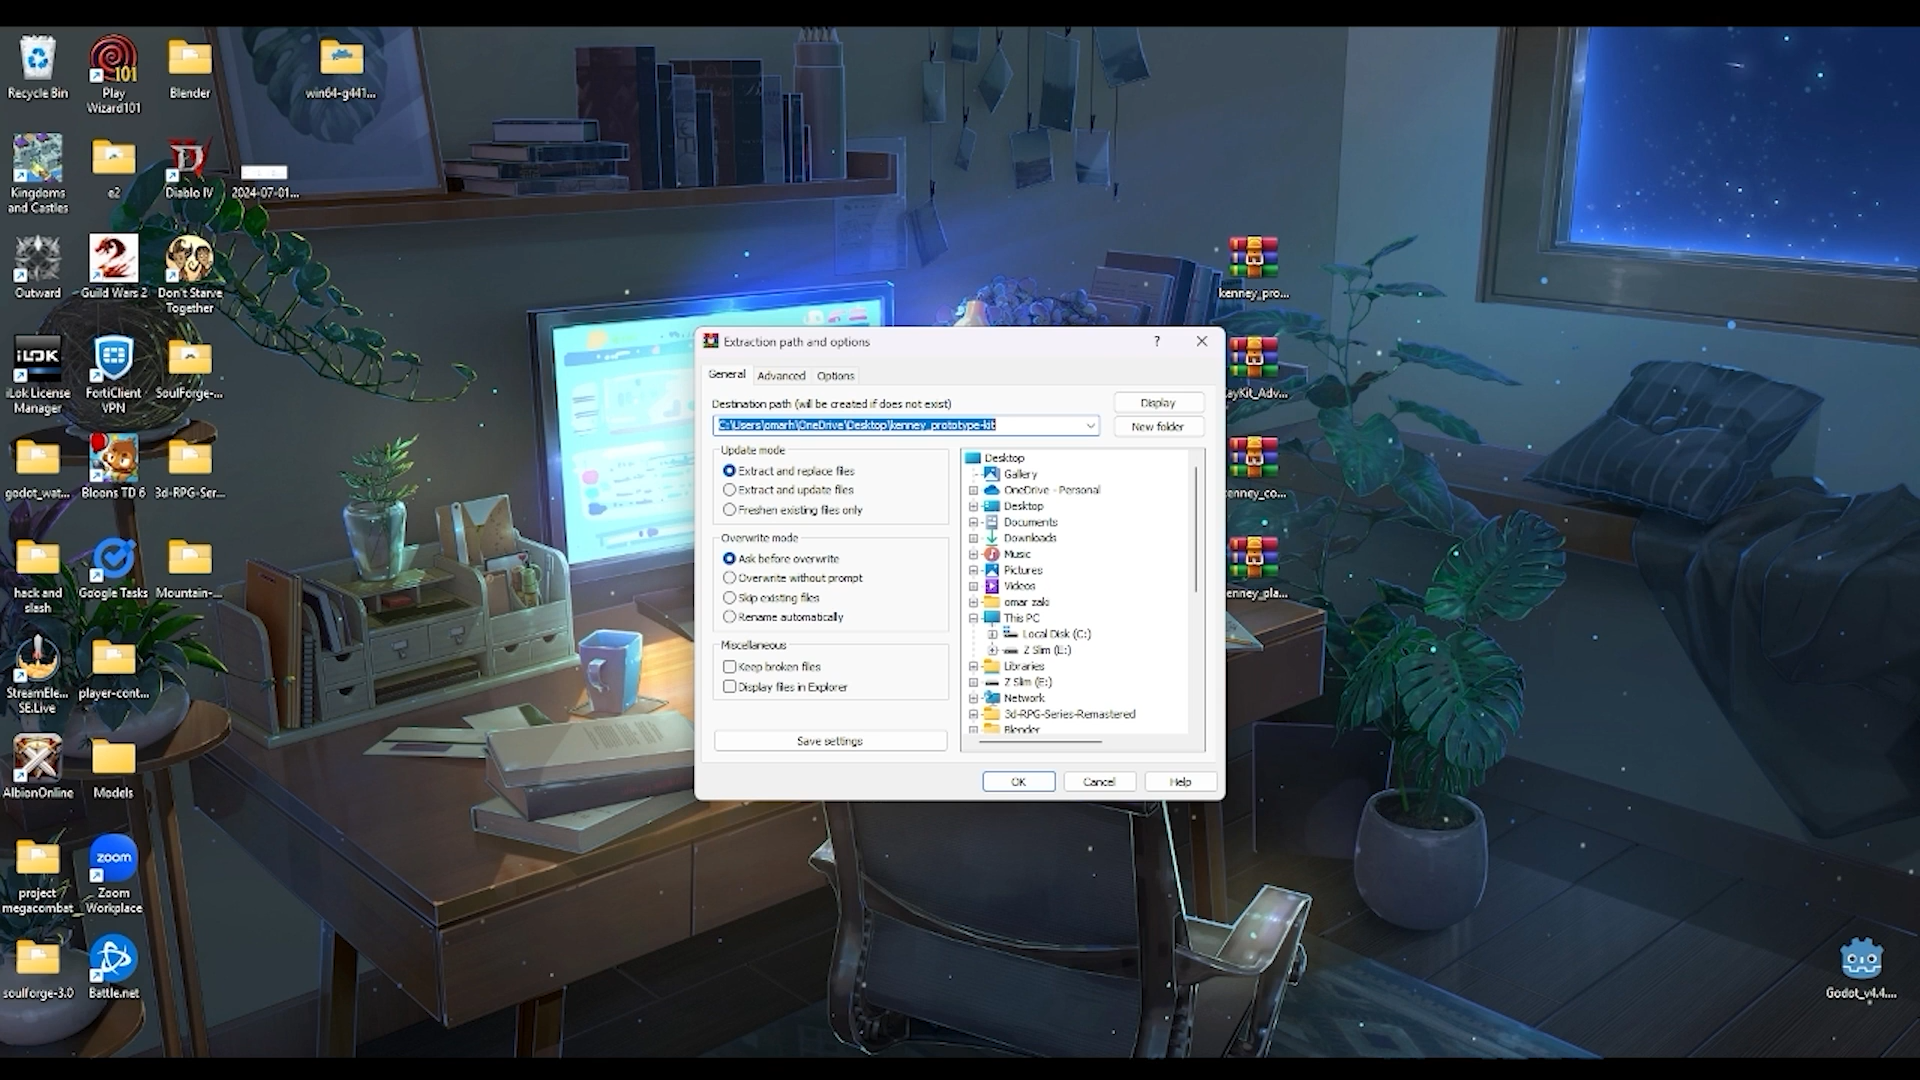 Recycle Bin
Play
Wizard101
Blender
win64-g441...
Kingdoms
and Castles
e2
Diablo IV
2024-07-01...
Outward
Guild Wars 2
Don't Starve
Together
iLOK
iLok License
Manager
FortiClient
VPN
SoulForge-...
godot_wat...
Bloons TD 6
3d-RPG-Ser...
hack and
slash
Google Tasks
Mountain-...
StreamEle...
SE.Live
player-cont...
AlbionOnline
Models
project
megacombat
zoom
Zoom
Workplace
soulforge-3.0
Battle.net
Extraction path and options
?
General
Advanced
Options
Destination path (will be created if does not exist)
C:\Users\omarh\OneDrive\Desktop\kenney_prototype-kit
Display
New folder
Update mode
Extract and replace files
Extract and update files
Freshen existing files only
Overwrite mode
Ask before overwrite
Overwrite without prompt
Skip existing files
Rename automatically
Miscellaneous
Keep broken files
Display files in Explorer
Save settings
Desktop
Gallery
OneDrive - Personal
Desktop
Documents
Downloads
Music
Pictures
Videos
omar zaki
This PC
Local Disk (C:)
Z Slim (E:)
Libraries
Z Slim (E:)
Network
3d-RPG-Series-Remastered
Blender
OK
Cancel
Help
kenney_pro...
ayKit_Adv...
enney_co...
enney_pla...
Godot_v4.4...